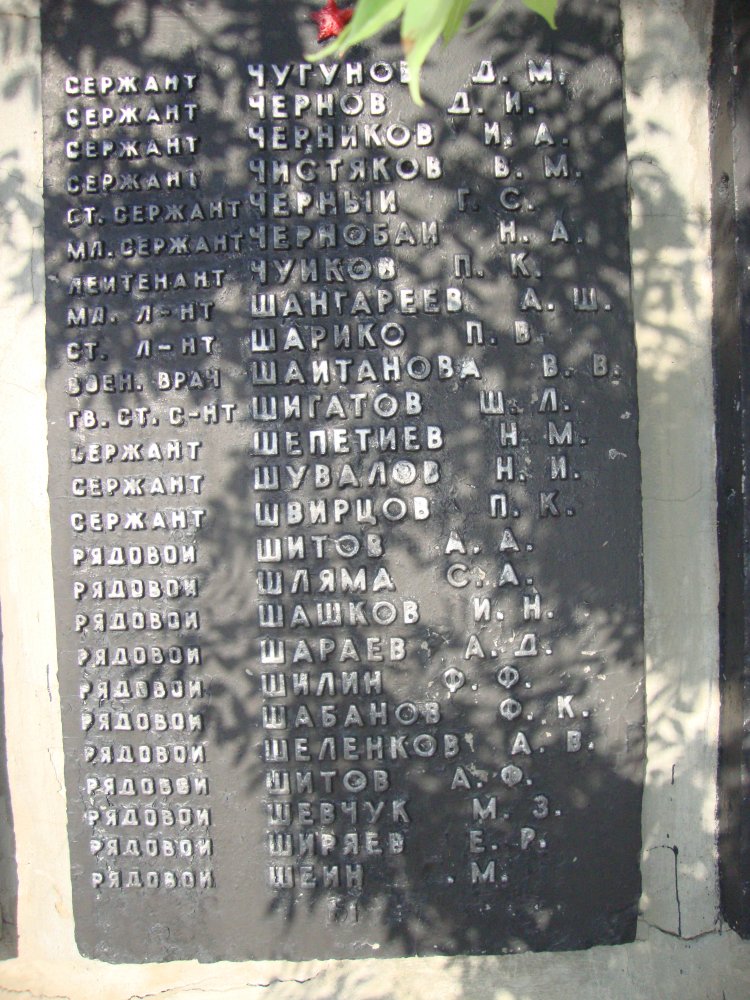 СЕРЖАНТ ЧУГУНОВ Д. М.
СЕРЖАНТ ЧЕРНОВ Д. И.
СЕРЖАНТ ЧЕРНИКОВ И. А.
СЕРЖАНТ ЧИСТЯКОВ В. М.
СТ. СЕРЖАНТ ЧЕРНЫЙ Г. С.
МЛ. СЕРЖАНТ ЧЕРНОБАЙ Н. А.
ЛЕЙТЕНАНТ ЧУЙКОВ П. К.
МЛ. Л-НТ ШАНГАРЕЕВ А. Ш.
СТ. Л-НТ ШАРИКО П. В.
ВОЕН. ВРАЧ ШАИТАНОВА В. В.
ГВ. СТ. С-НТ ШИГАТОВ Ш. Л.
СЕРЖАНТ ШЕПЕТИЕВ Н М.
СЕРЖАНТ ШУВАЛОВ Н. И.
СЕРЖАНТ ШВИРЦОВ П. К.
РЯДОВОЙ ШИТОВ А. А.
РЯДОВОЙ ШЛЯМА С. А.
РЯДОВОЙ ШАШКОВ И. Н.
РЯДОВОЙ ШАРАЕВ А. Д.
РЯДОВОЙ ШИЛИН Ф. Ф.
РЯДОВОЙ ШАБАНОВ Ф. К.
РЯДОВОЙ ШЕЛЕНКОВ А. В.
РЯДОВОЙ ШИТОВ А. Ф.
РЯДОВОЙ ШЕВЧУК М. З.
РЯДОВОЙ ШИРЯЕВ Е. Р.
РЯДОВОЙ ШЕИН . М.